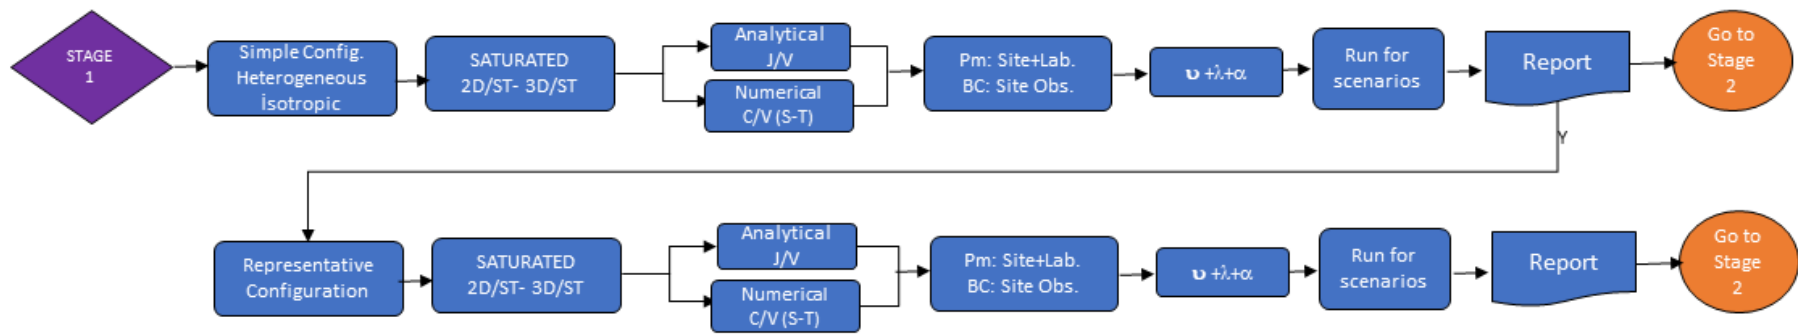 STAGE
1
Simple Config.
Heterogeneous
İsotropic
SATURATED
2D/ST- 3D/ST
Analytical
J/V
Numerical
C/V (S-T)
Pm: Site+Lab.
BC: Site Obs.
υ +λ+α
Run for
scenarios
Report
Go to
Stage
2
Y
Representative
Configuration
SATURATED
2D/ST- 3D/ST
Analytical
J/V
Numerical
C/V (S-T)
Pm: Site+Lab.
BC: Site Obs.
υ +λ+α
Run for
scenarios
Report
Go to
Stage
2